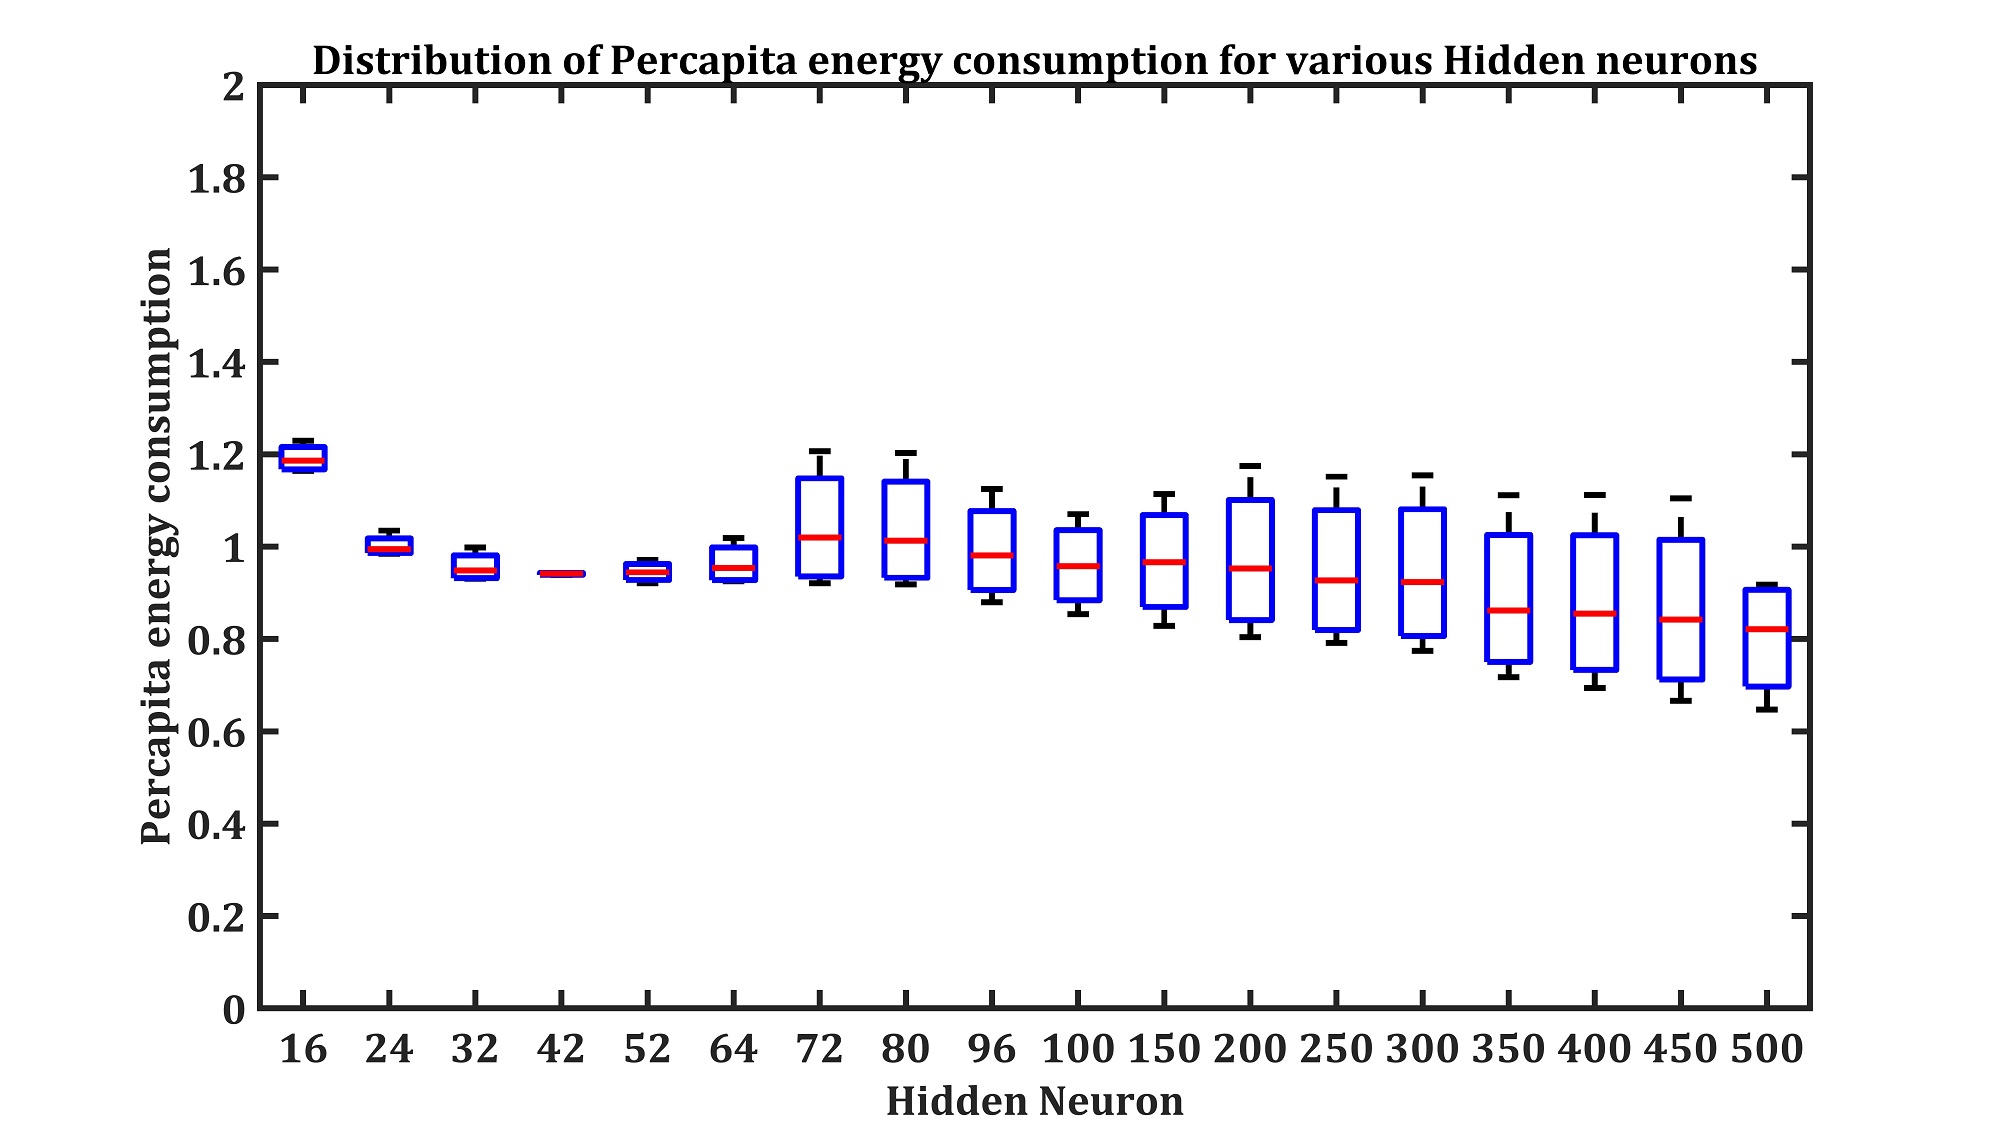 Distribution of Percapita energy consumption for various Hidden neurons
2
1.8
1.6
1.4
1.2
1
0.8
0.6
0.4
0.2
0
Percapita energy consumption
16 24 32 42 52 64 72 80 96 100 150 200 250 300 350 400 450 500
Hidden Neuron